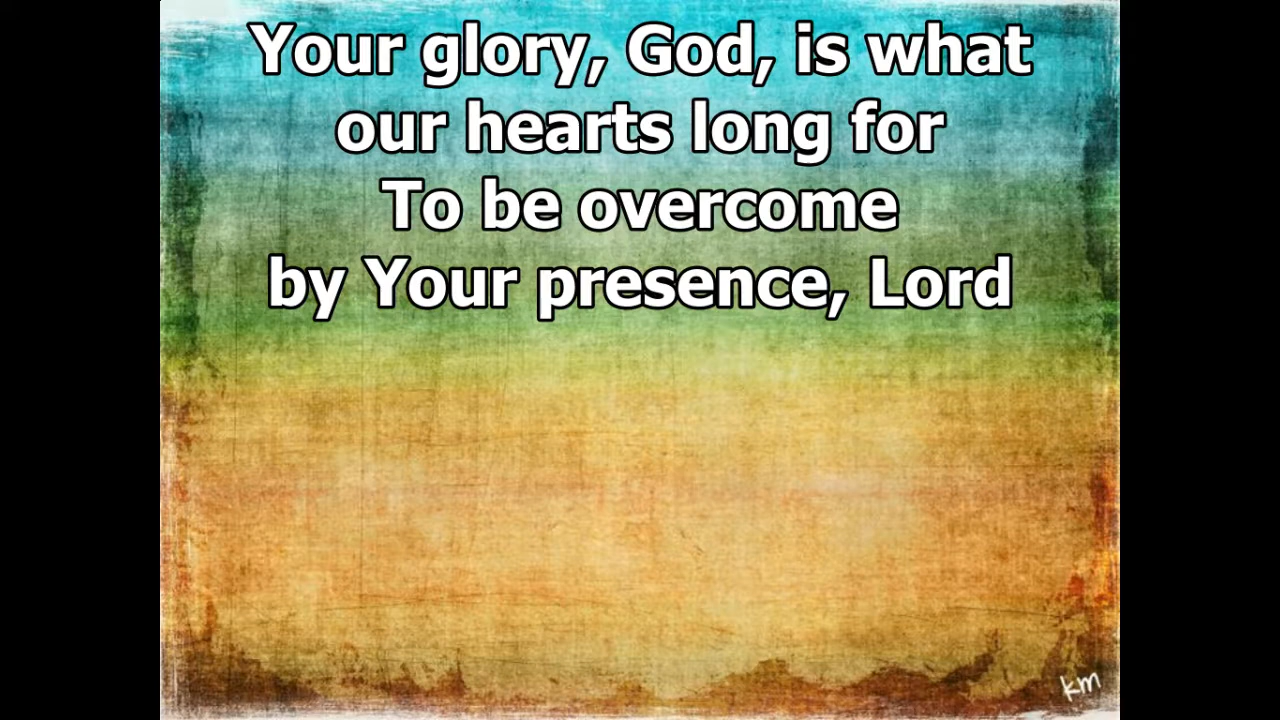 Your glory, God, is what
our hearts long for
To be overcome
by Your presence, Lord
km